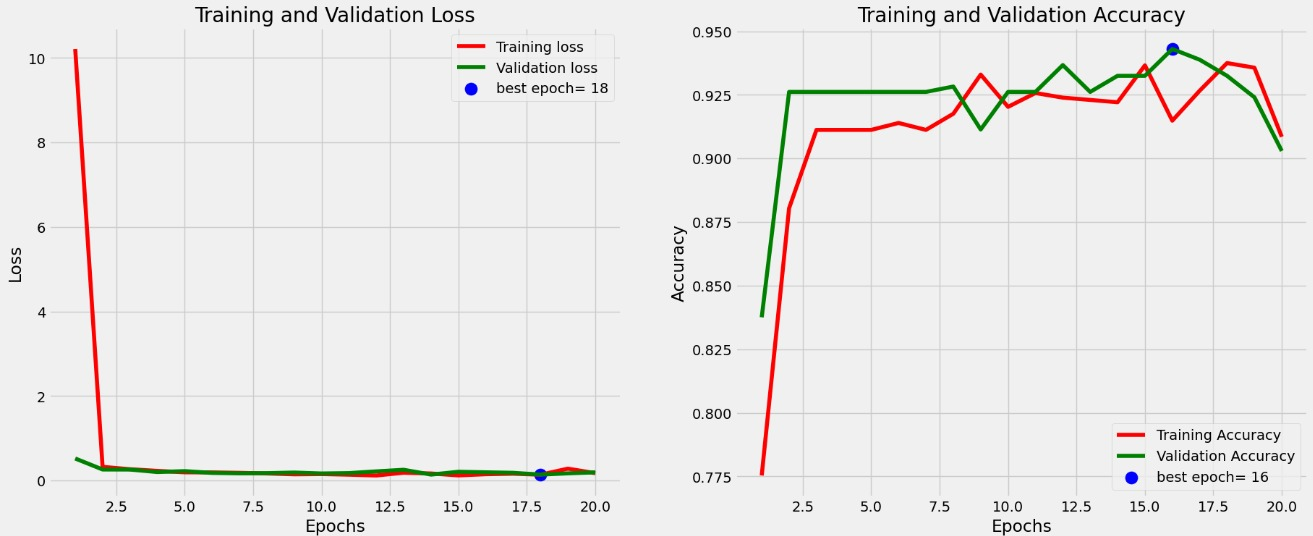 Training and Validation Loss
10
8
6
4
2
0
Loss
Training loss
Validation loss
best epoch= 18
2.5 5.0 7.5 10.0 12.5 15.0 17.5 20.0
Epochs
Training and Validation Accuracy
0.950
0.925
0.900
0.875
0.850
0.825
0.800
0.775
Accuracy
Training Accuracy
Validation Accuracy
best epoch= 16
2.5 5.0 7.5 10.0 12.5 15.0 17.5 20.0
Epochs